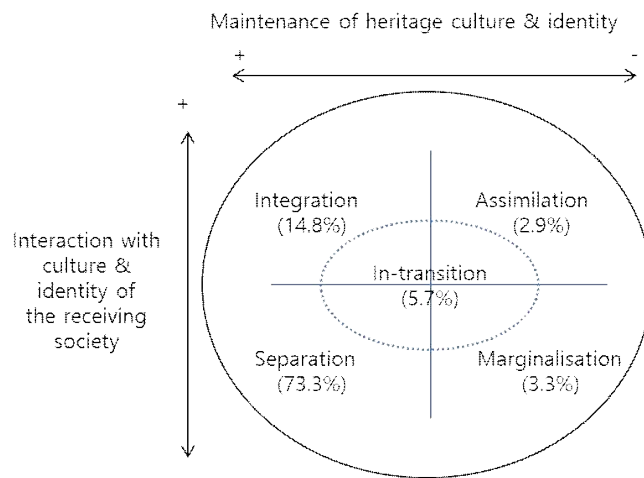 Maintenance of heritage culture & identity
+ -
+
Integration Assimilation
(14.8%) (2.9%)
Interaction with
culture &
identity of
the receiving
society
In-transition
(5.7%)
Separation Marginalisation
(73.3%) (3.3%)